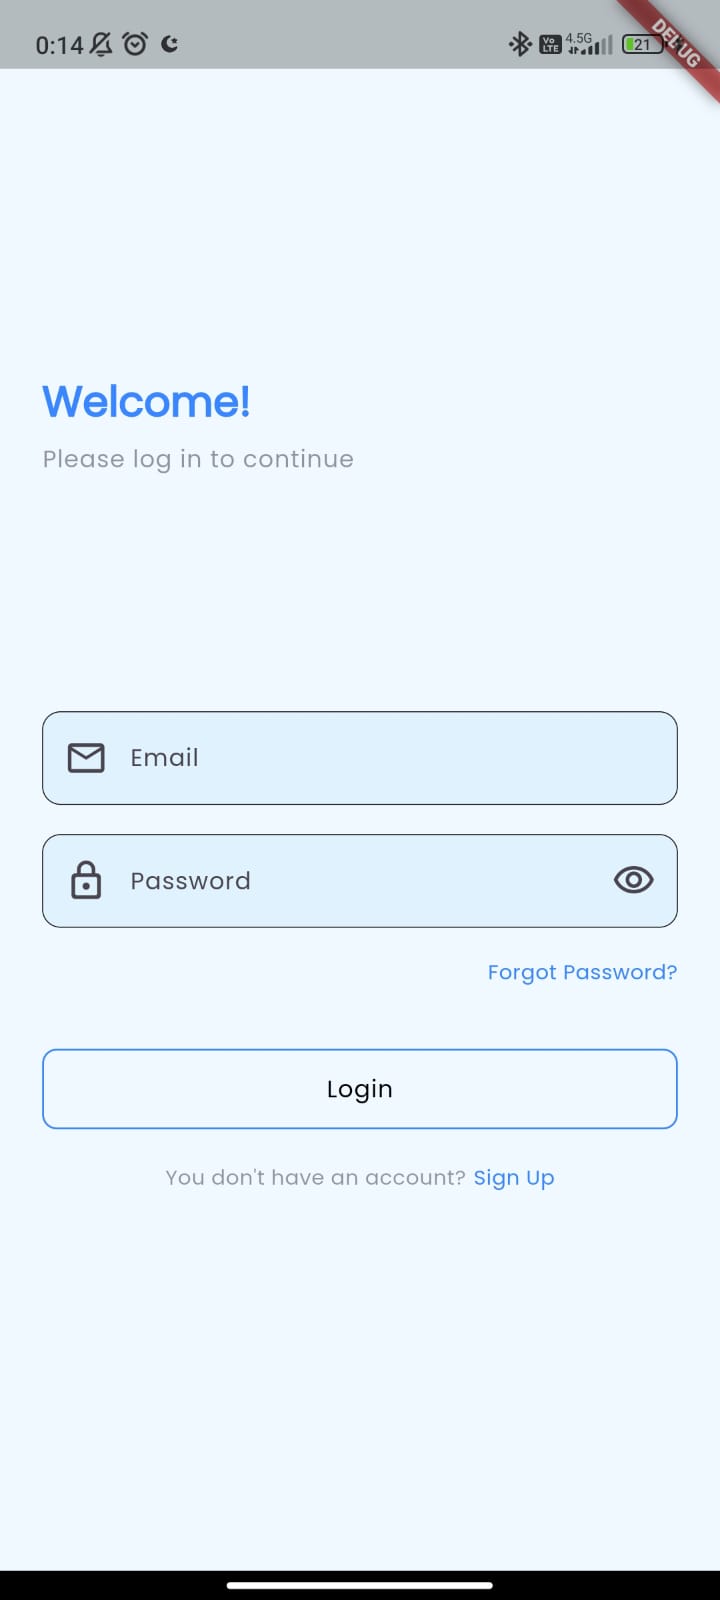 0:14 Vo LTE 4.5G 21
DEBUG
Welcome!
Please log in to continue
Email
Password
Forgot Password?
Login
You don't have an account? Sign Up